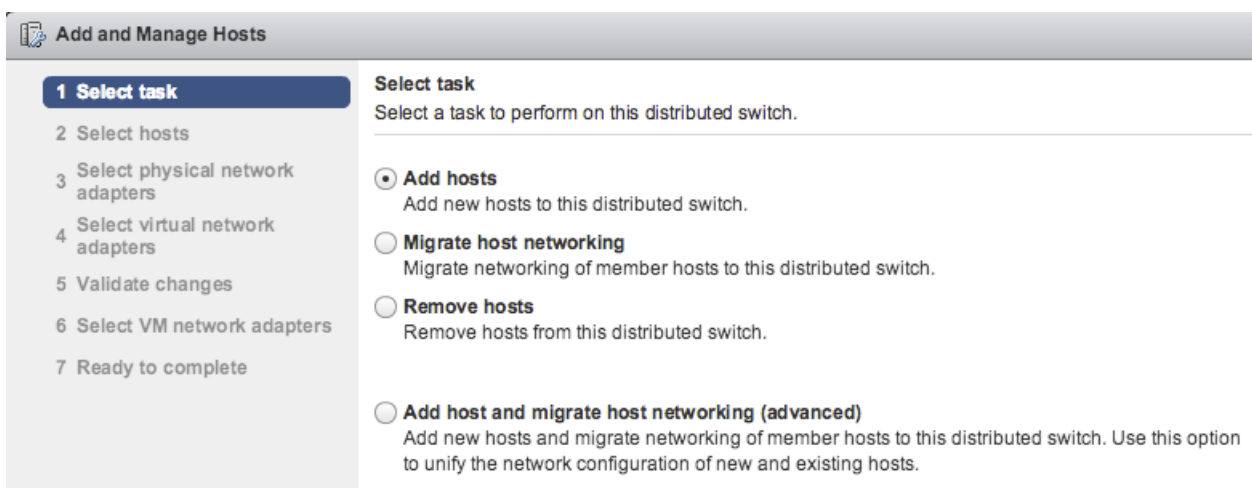 Add and Manage Hosts
1 Select task
2 Select hosts
3 Select physical network
adapters
4 Select virtual network
adapters
5 Validate changes
6 Select VM network adapters
7 Ready to complete
Select task
Select a task to perform on this distributed switch.
Add hosts
Add new hosts to this distributed switch.
Migrate host networking
Migrate networking of member hosts to this distributed switch.
Remove hosts
Remove hosts from this distributed switch.
Add host and migrate host networking (advanced)
Add new hosts and migrate networking of member hosts to this distributed switch. Use this option
to unify the network configuration of new and existing hosts.